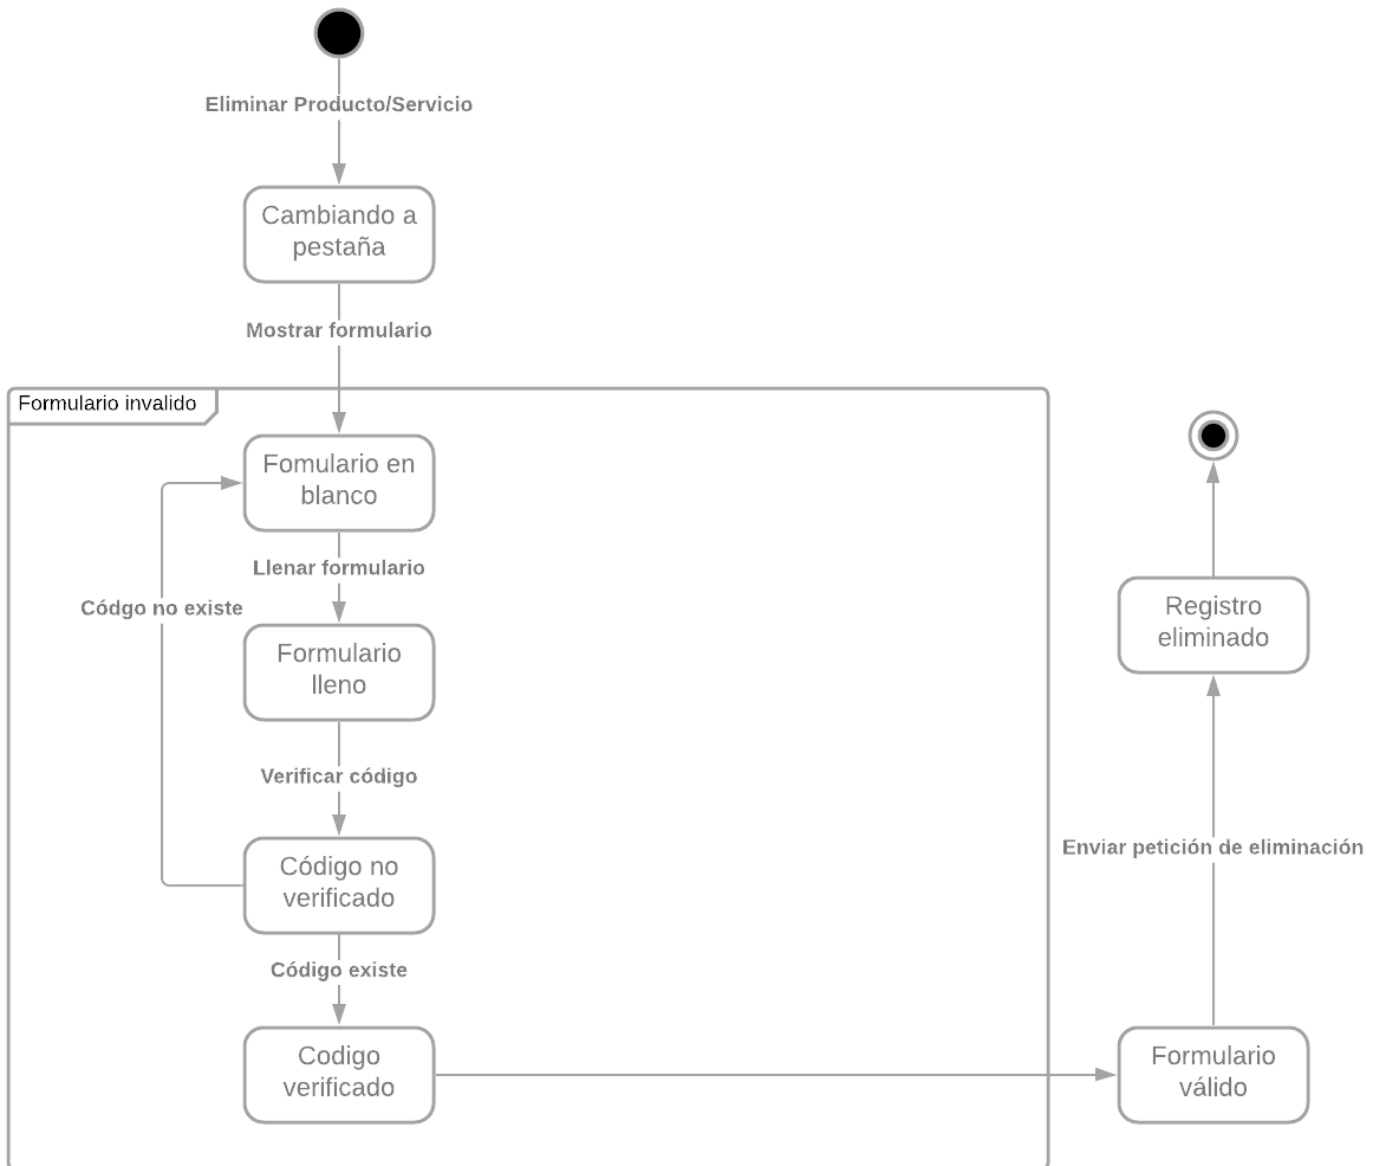 Eliminar Producto/Servicio
Cambiando a
pestaña
Mostrar formulario
Formulario invalido
Fomulario en
blanco
Llenar formulario
Códgo no existe
Formulario
lleno
Verificar código
Código no
verificado
Código existe
Codigo
verificado
Registro
eliminado
Enviar petición de eliminación
Formulario
válido